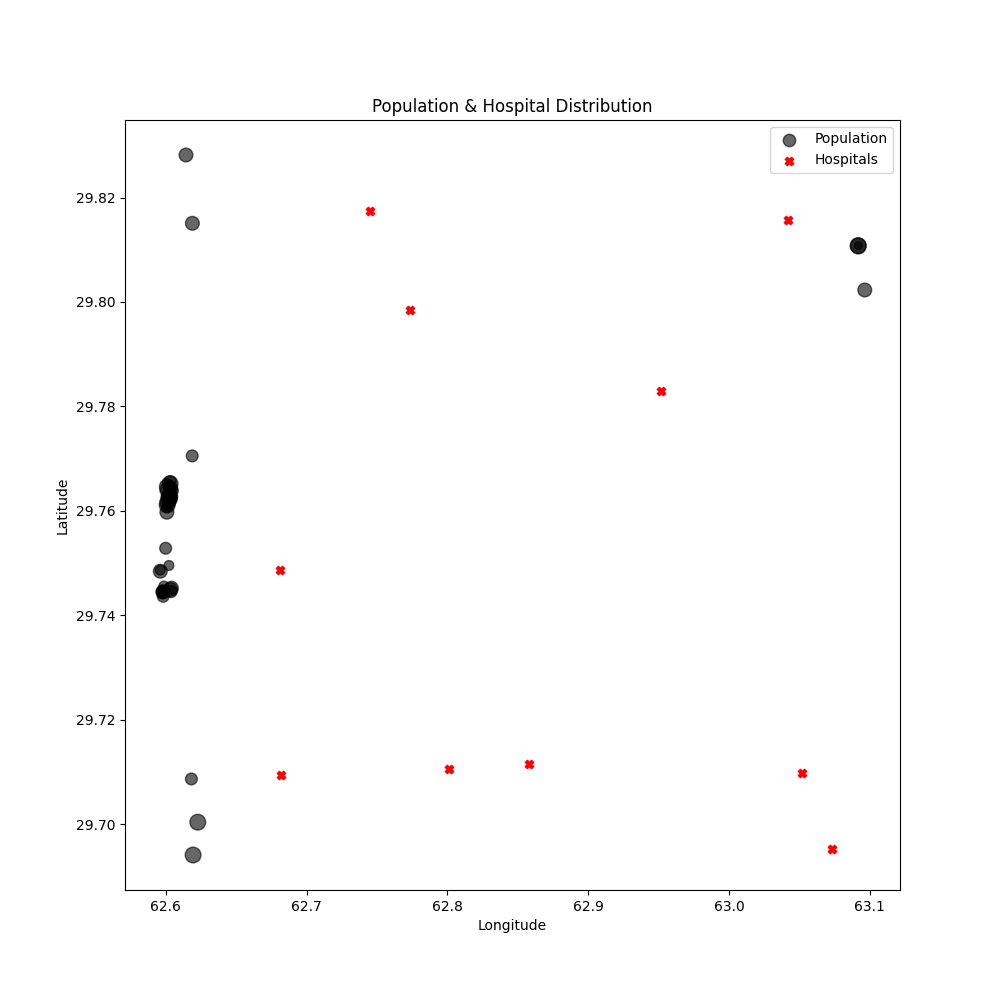 Population & Hospital Distribution
Population
Hospitals
29.82
29.80
29.78
29.76
29.74
29.72
29.70
Latitude
62.6 62.7 62.8 62.9 63.0 63.1
Longitude